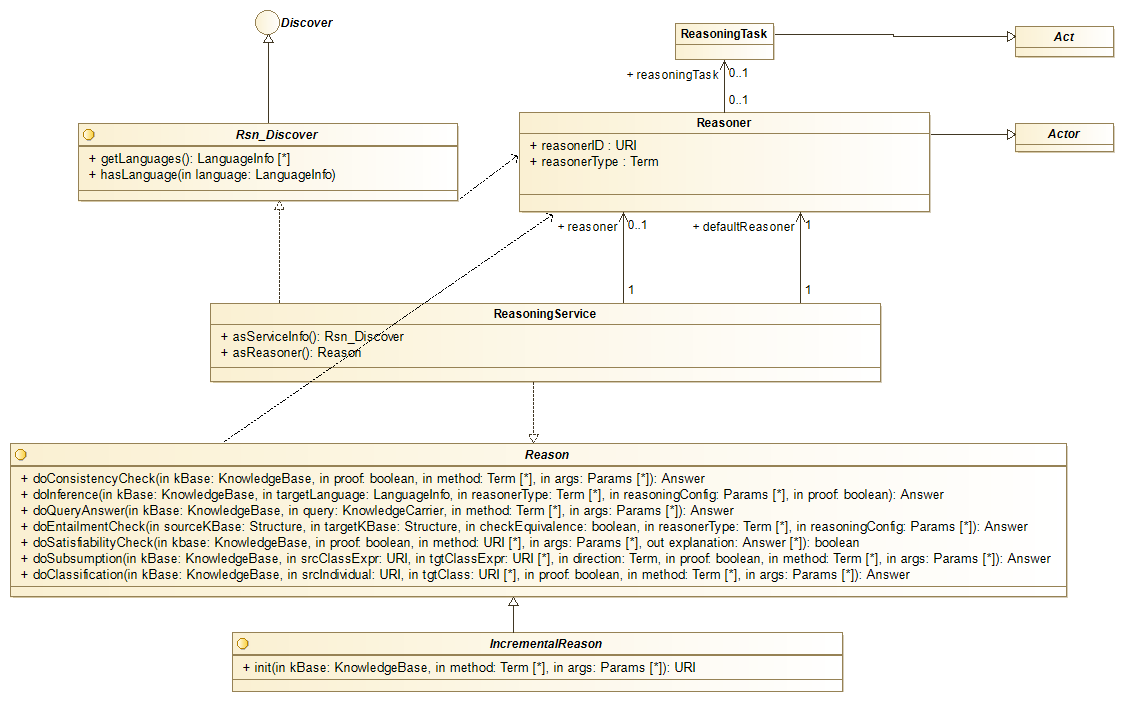 Discover
ReasoningTask
Act
+ reasoningTask
0..1
0..1
Rsn_Discover
+ getLanguages(): LanguageInfo [*]
+ hasLanguage(in language: LanguageInfo)
Reasoner
+ reasonerID : URI
+ reasonerType : Term
Actor
+ reasoner
0..1
+ defaultReasoner
1
1
1
ReasoningService
+ asServiceInfo(): Rsn_Discover
+ asReasoner(): Reason
Reason
+ doConsistencyCheck(in kBase: KnowledgeBase, in proof: boolean, in method: Term [*], in args: Params [*]): Answer
+ doInference(in kBase: KnowledgeBase, in targetLanguage: LanguageInfo, in reasonerType: Term [*], in reasoningConfig: Params [*], in proof: boolean): Answer
+ doQueryAnswer(in kBase: KnowledgeBase, in query: KnowledgeCarrier, in method: Term [*], in args: Params [*]): Answer
+ doEntailmentCheck(in sourceKBase: Structure, in targetKBase: Structure, in checkEquivalence: boolean, in reasonerType: Term [*], in reasoningConfig: Params [*]): Answer
+ doSatisfiabilityCheck(in kbase: KnowledgeBase, in proof: boolean, in method: URI [*], in args: Params [*], out explanation: Answer [*]): boolean
+ doSubsumption(in kBase: KnowledgeBase, in srcClassExpr: URI, in tgtClassExpr: URI [*], in direction: Term, in proof: boolean, in method: Term [*], in args: Params [*]): Answer
+ doClassification(in kBase: KnowledgeBase, in srcIndividual: URI, in tgtClass: URI [*], in proof: boolean, in method: Term [*], in args: Params [*]): Answer
IncrementalReason
+ init(in kBase: KnowledgeBase, in method: Term [*], in args: Params [*]): URI